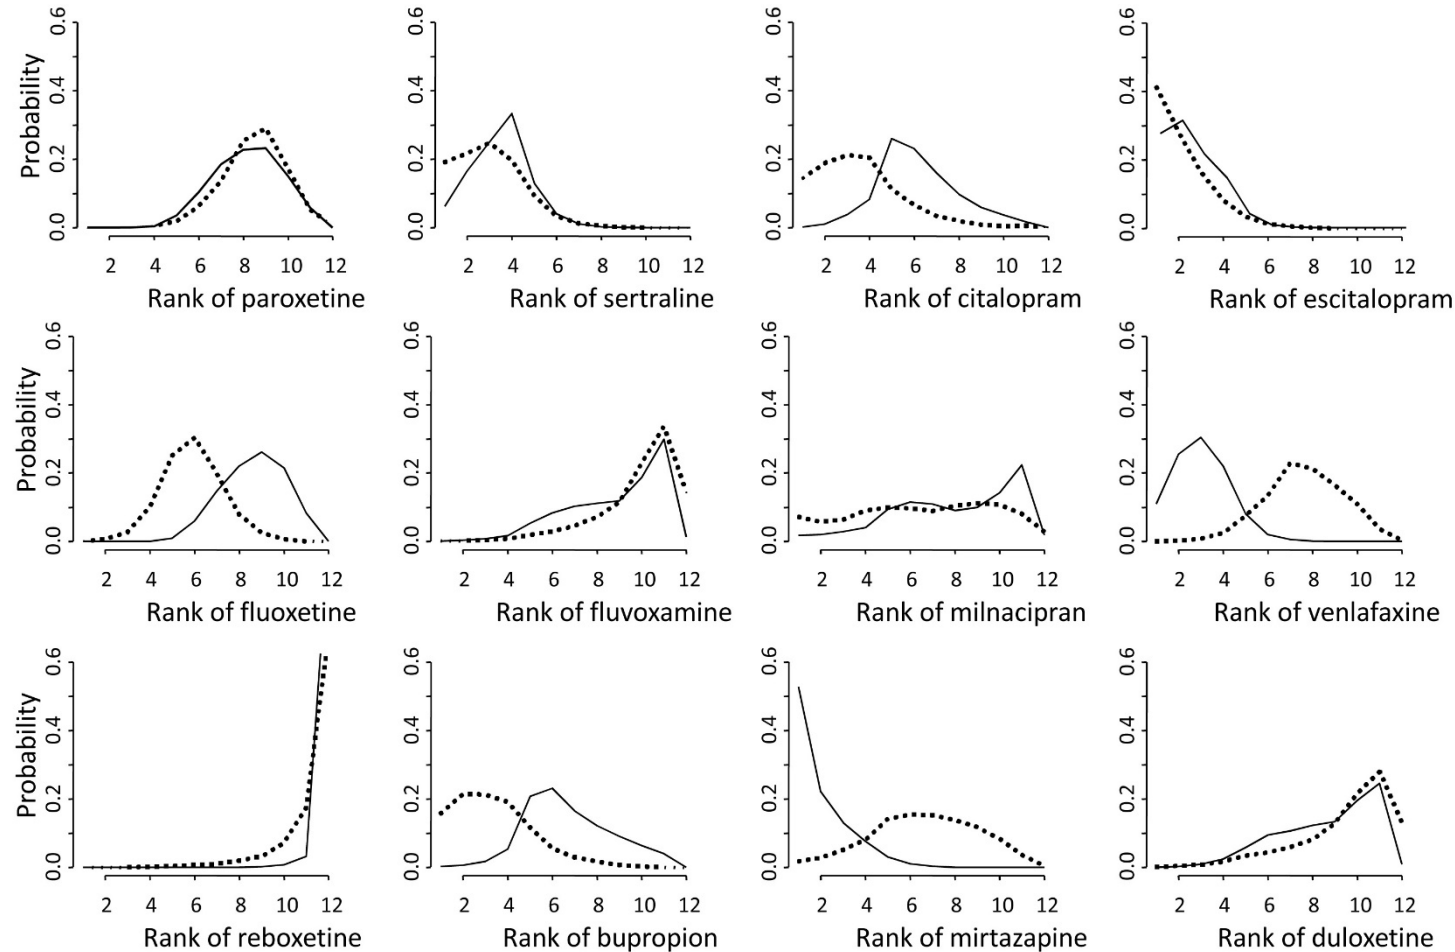 Probability
0.0 0.2 0.4 0.6
2 4 6 8 10 12
Rank of paroxetine
0.0 0.2 0.4 0.6
2 4 6 8 10 12
Rank of sertraline
0.0 0.2 0.4 0.6
2 4 6 8 10 12
Rank of citalopram
0.0 0.2 0.4 0.6
2 4 6 8 10 12
Rank of escitalopram
Probability
0.0 0.2 0.4 0.6
2 4 6 8 10 12
Rank of fluoxetine
0.0 0.2 0.4 0.6
2 4 6 8 10 12
Rank of fluvoxamine
0.0 0.2 0.4 0.6
2 4 6 8 10 12
Rank of milnacipran
0.0 0.2 0.4 0.6
2 4 6 8 10 12
Rank of venlafaxine
Probability
0.0 0.2 0.4 0.6
2 4 6 8 10 12
Rank of reboxetine
0.0 0.2 0.4 0.6
2 4 6 8 10 12
Rank of bupropion
0.0 0.2 0.4 0.6
2 4 6 8 10 12
Rank of mirtazapine
0.0 0.2 0.4 0.6
2 4 6 8 10 12
Rank of duloxetine